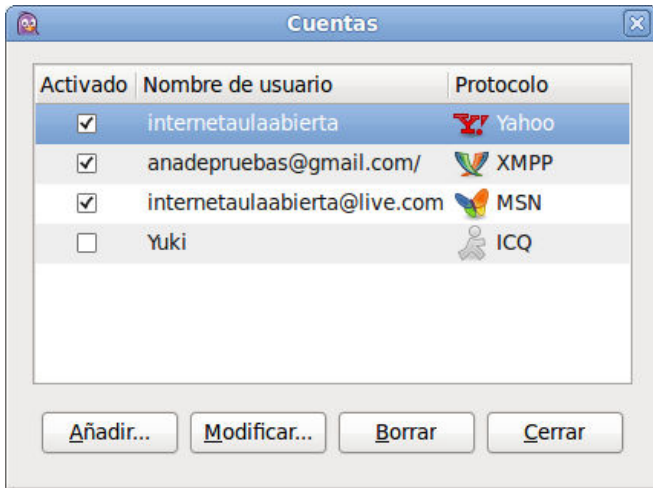 Cuentas
Activado Nombre de usuario Protocolo
internetaulaabierta Yahoo
anadepruebas@gmail.com/ XMPP
internetaulaabierta@live.com MSN
Yuki ICQ
Añadir... Modificar... Borrar Cerrar